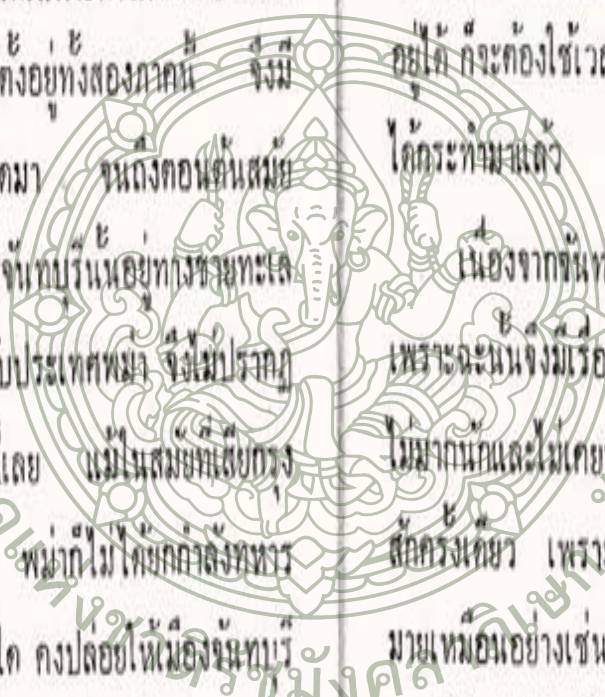 ตั้งอยู่ทั้งสองภาคนี้ จึงมี
ดมา จนถึงตอนต้นสมัย
จันทบุรีนั้นอยู่ทางชายทะเล
บประเทศพม่า จึงไม่ปรากฏ
เลย แม้ในสมัยที่เสียกรุง
พม่าก็ไม่ได้ยกกำลังทหาร
ใด คงปล่อยให้เมืองจันทบุรี
อยู่ได้ ก็จะต้องใช้เวล
ได้กระทำมาแล้ว
เนื่องจากจันท
เพราะฉะนั้นจึงมีเรื่อ
ไม่มากนักและไม่เคย
สักครั้งเดียว เพรา
มายเหมือนอย่างเช่น